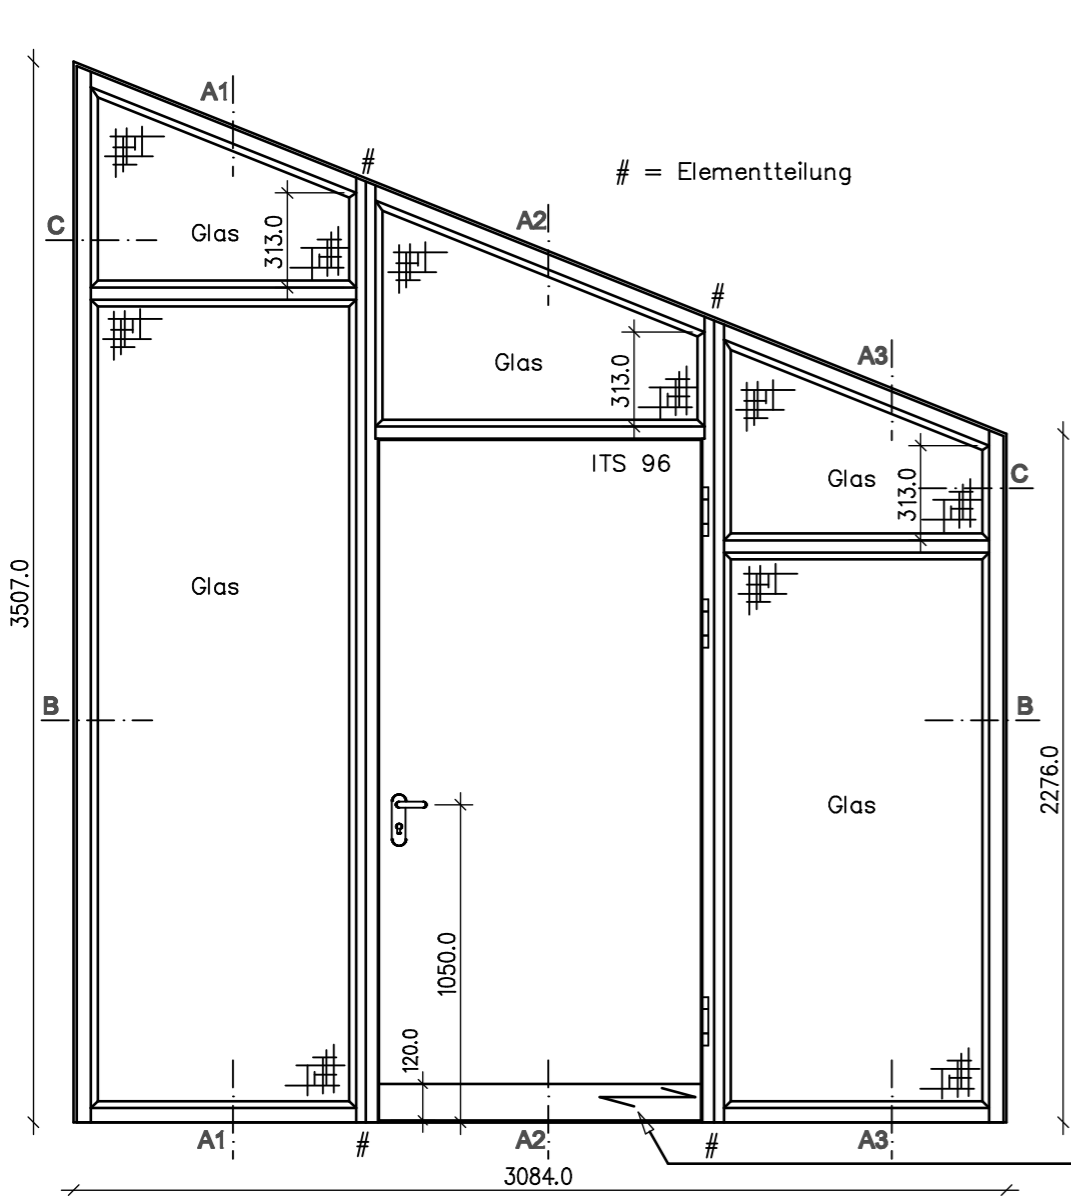 A1
#
# = Elementteilung
C
Glas
313.0
A2
#
A3
Glas
313.0
ITS 96
Glas
313.0
C
3507.0
Glas
B
B
2276.0
Glas
1050.0
120.0
A1
#
A2
#
A3
3084.0